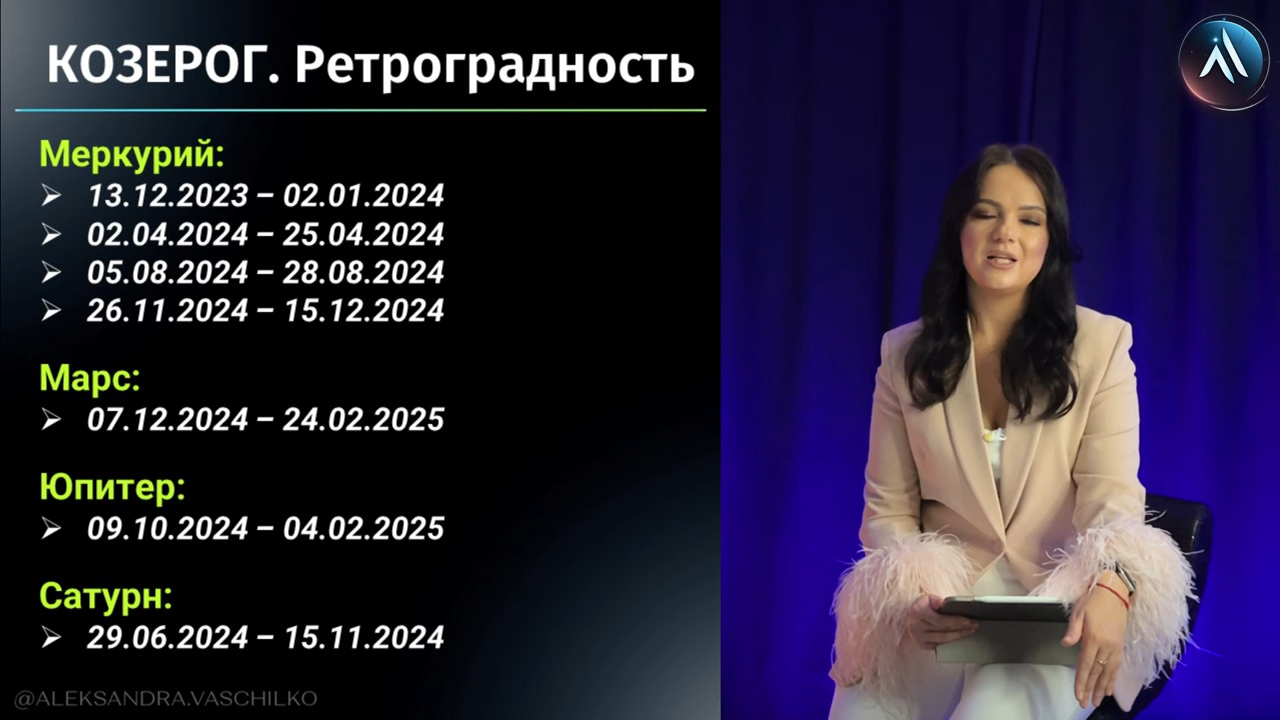 КОЗЕРОГ. Ретроградность
Меркурий:
➢ 13.12.2023 – 02.01.2024
➢ 02.04.2024 – 25.04.2024
➢ 05.08.2024 – 28.08.2024
➢ 26.11.2024 – 15.12.2024
Марс:
➢ 07.12.2024 – 24.02.2025
Юпитер:
➢ 09.10.2024 – 04.02.2025
Сатурн:
➢ 29.06.2024 – 15.11.2024
@ALEKSANDRA.VASCHILKO